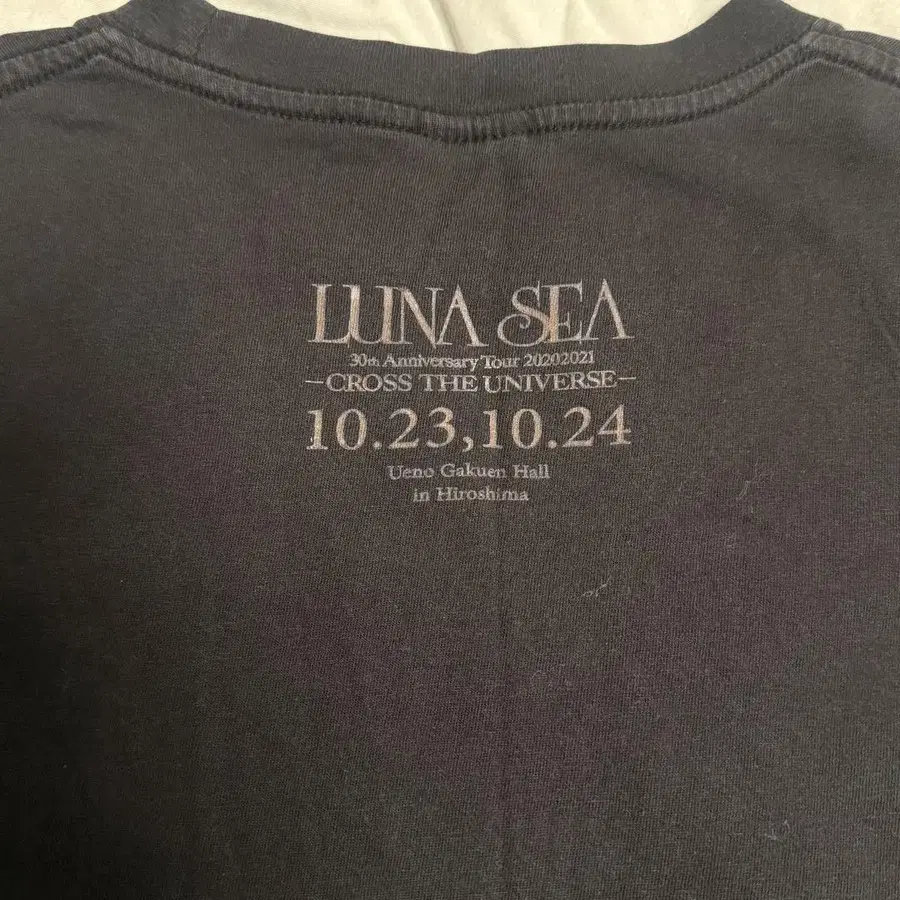 LUNA SEA
30th Anniversary Tour 20202021
-CROSS THE UNIVERSE-
10.23,10.24
Ueno Gakuen Hall
in Hiroshima